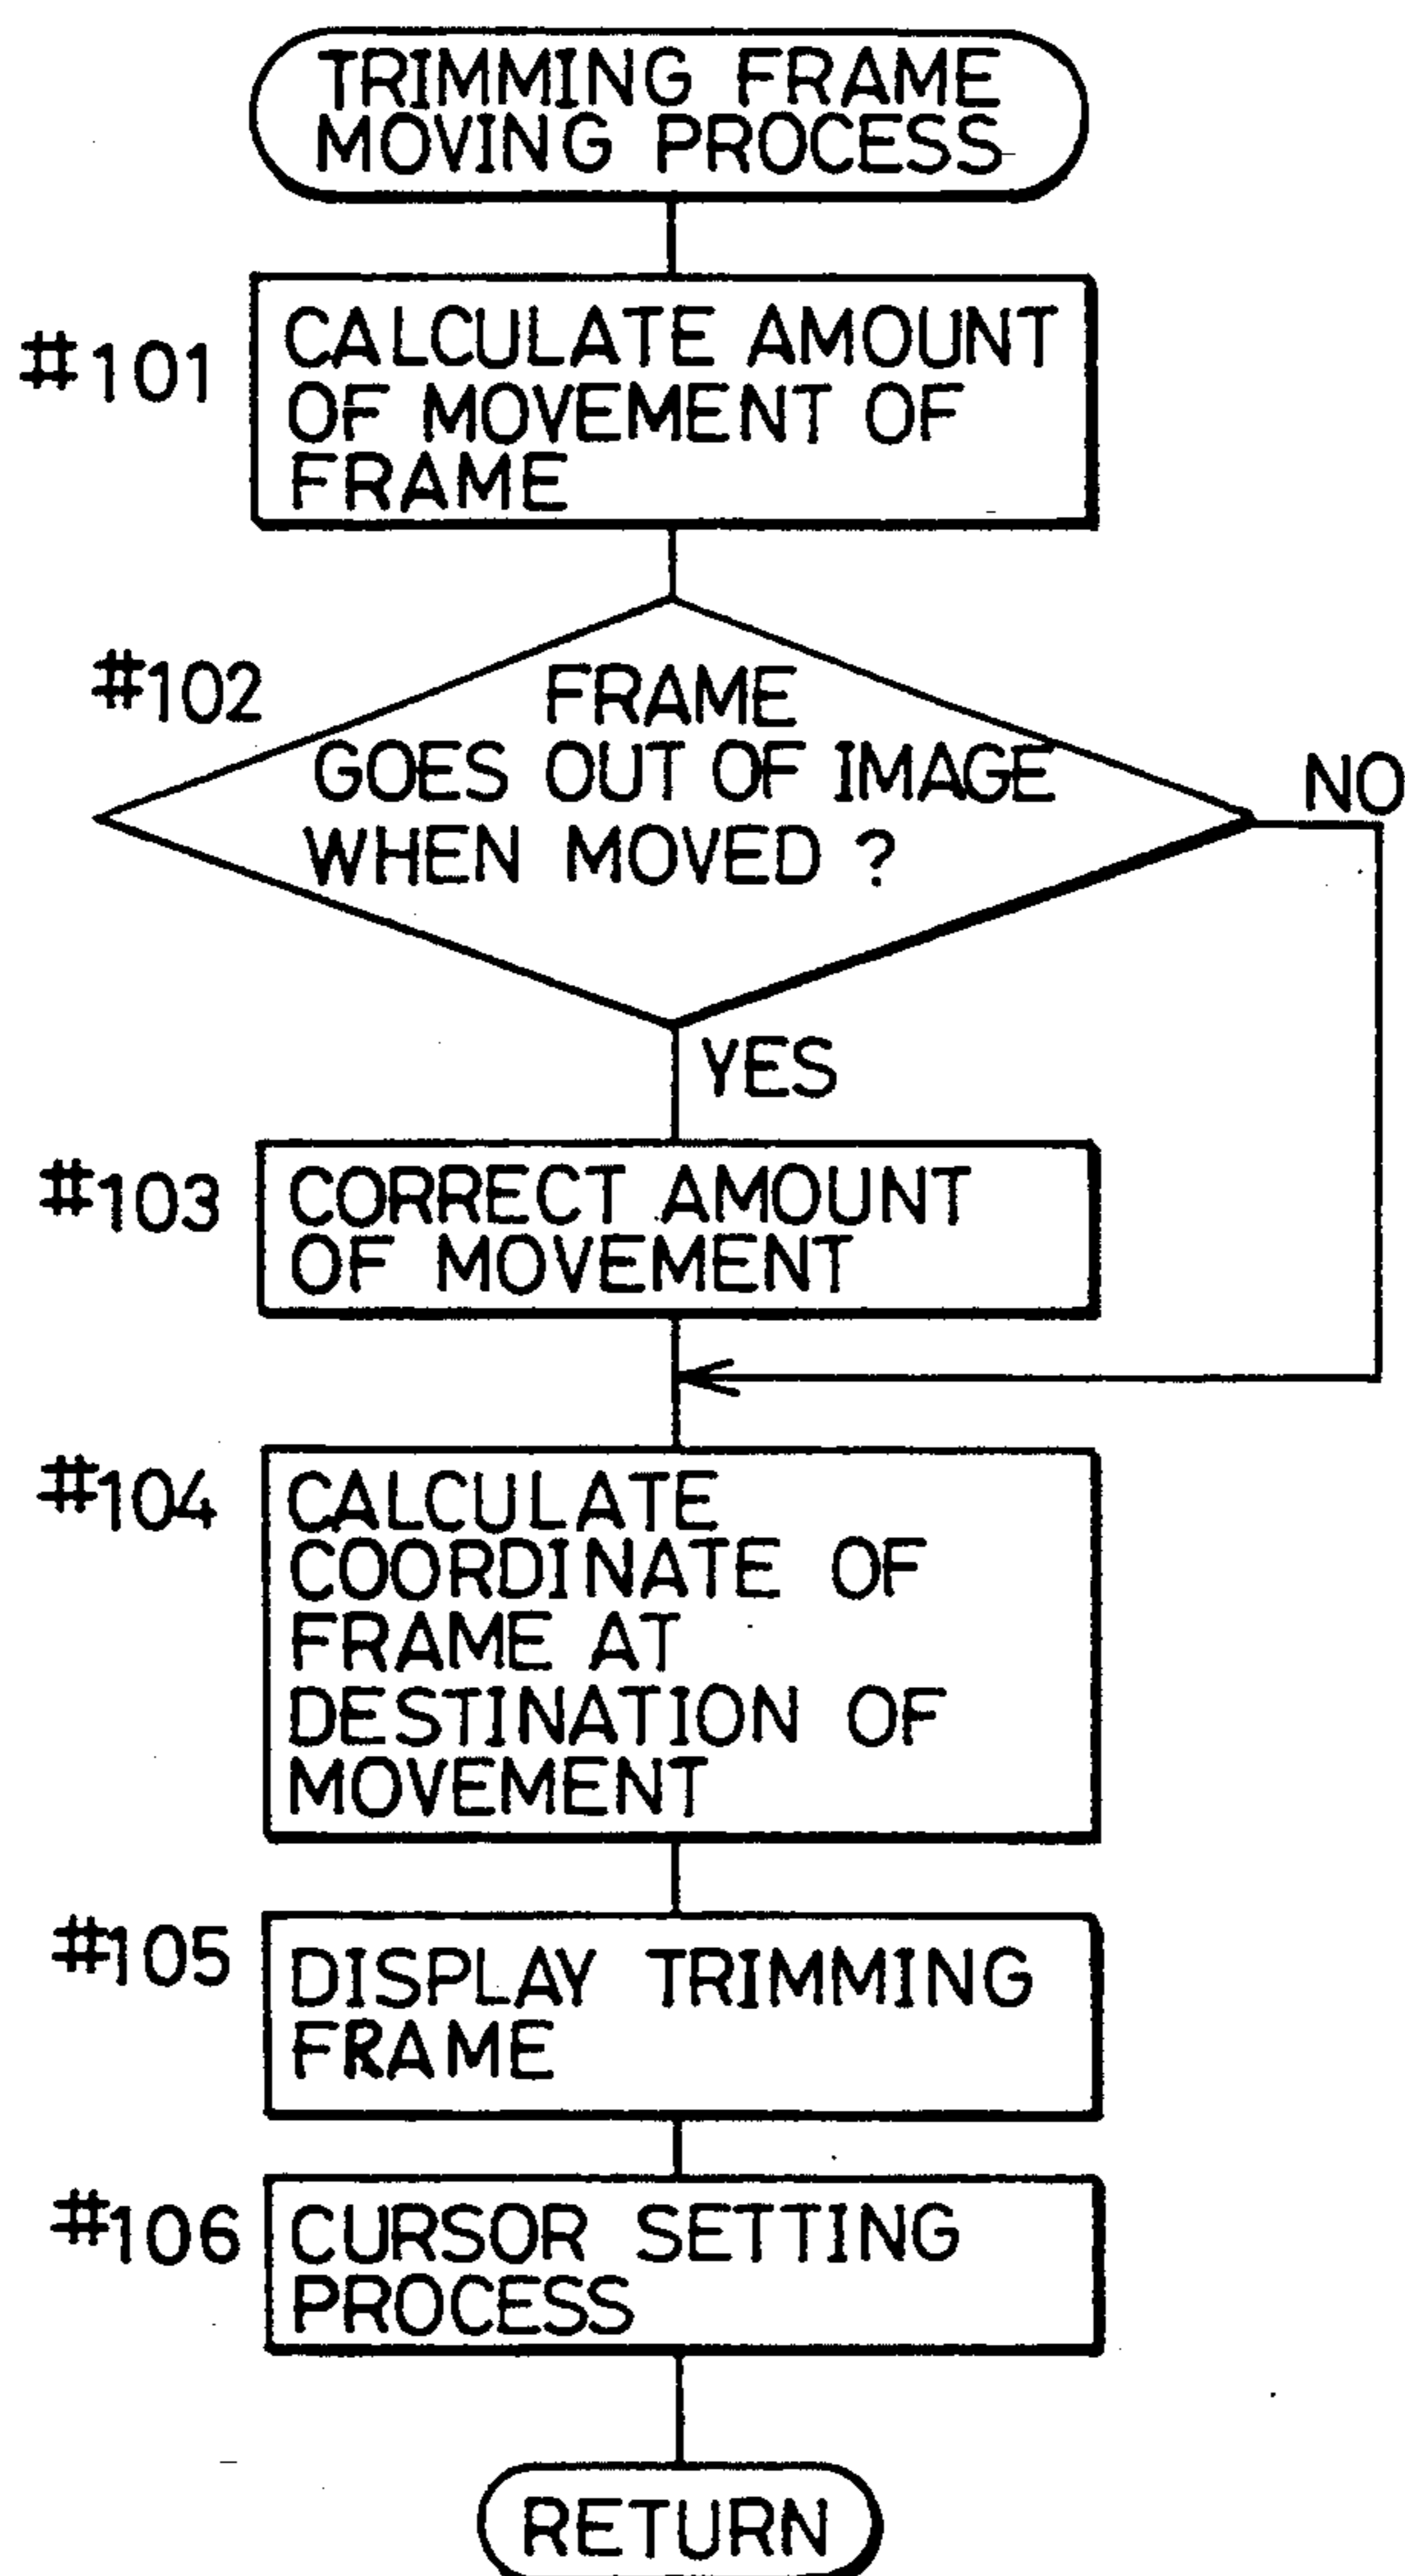 TRIMMING FRAME
MOVING PROCESS
#101
CALCULATE AMOUNT
OF MOVEMENT OF
FRAME
#102
FRAME
GOES OUT OF IMAGE
WHEN MOVED ?
NO
YES
#103
CORRECT AMOUNT
OF MOVEMENT
#104
CALCULATE
COORDINATE OF
FRAME AT
DESTINATION OF
MOVEMENT
#105
DISPLAY TRIMMING
FRAME
#106
CURSOR SETTING
PROCESS
RETURN